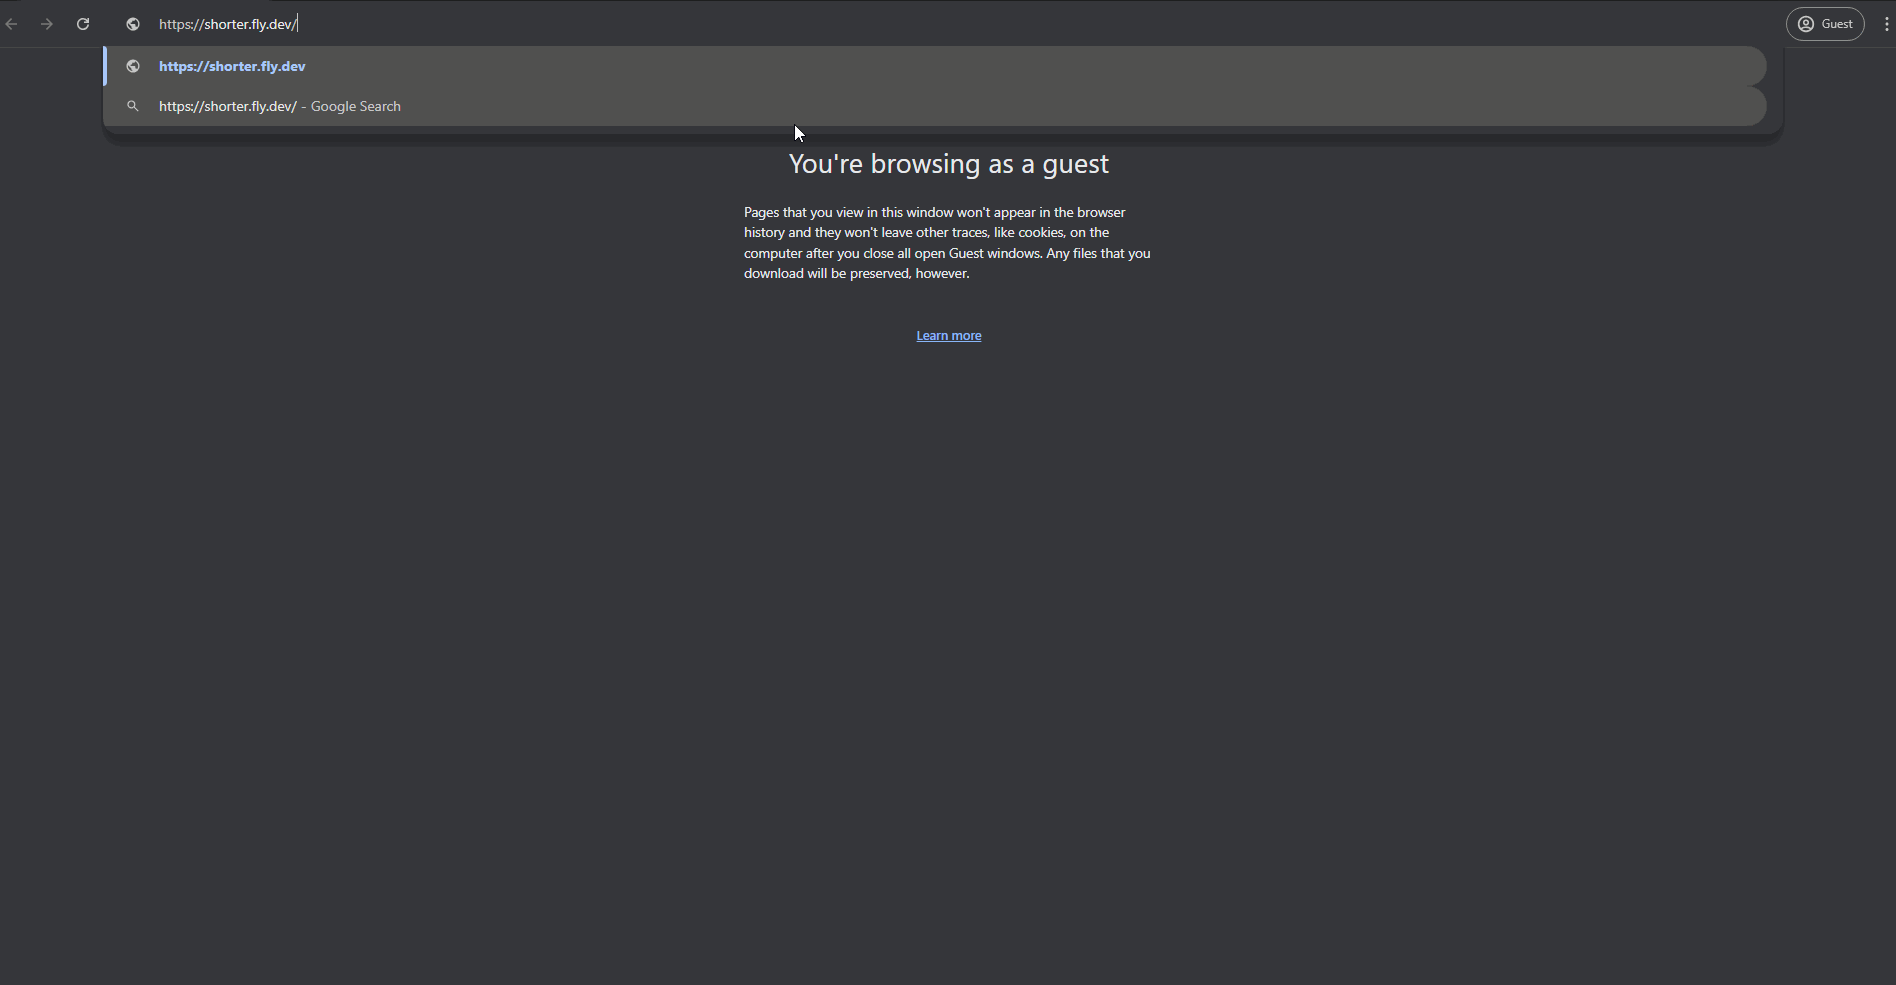 https://shorter.fly.dev/
Guest
https://shorter.fly.dev
https://shorter.fly.dev/ - Google Search
You're browsing as a guest
Pages that you view in this window won't appear in the browser
history and they won't leave other traces, like cookies, on the
computer after you close all open Guest windows. Any files that you
download will be preserved, however.
Learn more